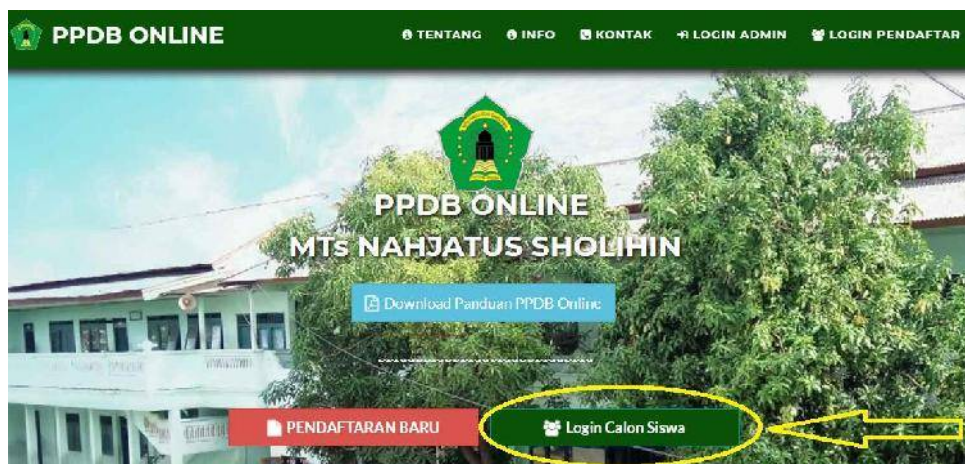 PPDB ONLINE
TENTANG INFO KONTAK LOGIN ADMIN LOGIN PENDAFTAR
PPDB ONLINE
MTs NAHJATUS SHOLIHIN
Download Panduan PPDB Online
PENDAFTARAN BARU
Login Calon Siswa